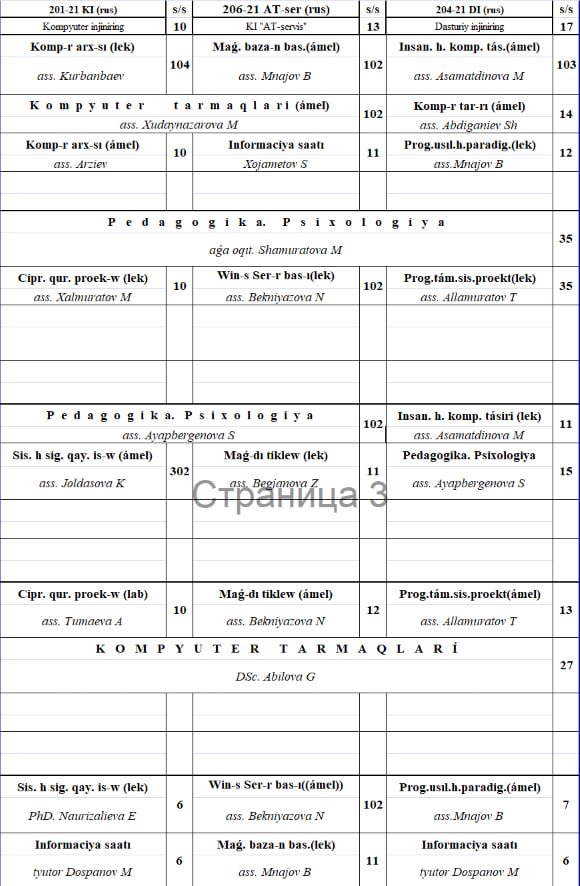 201-21 KI (rus) s/s 206-21 AT-ser (rus) s/s 204-21 DI (rus) s/s
Kompyuter injiniring 10 KI "AT-servis" 13 Dasturiy injiniring 17
Komp-r arx-sı (lek) Maǵ. baza-n bas.(ámel) Insan. h. komp. tás.(ámel)
104 102 103
ass. Kurbanbaev ass. Mnajov B ass. Asamatdinova M
Kompyuter tarmaqlari (ámel) 102 Komp-r tar-rı (ámel) 14
ass. Xudaynazarova M ass. Abdiganiev Sh
Komp-r arx-sı (ámel) 10 Informaciya saatı 11 Prog.usıl.h.paradig.(lek) 12
ass. Arziev Xojametov S ass.Mnajov B
Pedagogika. Psixologiya
35
aǵa oqıt. Shamuratova M
Cipr. qur. proek-w (lek) 10 Win-s Ser-r bas-ı(lek) 102 Prog.tám.sis.proekt(lek) 35
ass. Xalmuratov M ass. Bekniyazova N ass. Allamuratov T
Pedagogika. Psixologiya 102 Insan. h. komp. tásiri (lek) 11
ass. Ayapbergenova S ass. Asamatdinova M
Sis. h sig. qay. is-w (ámel) Maǵ-dı tiklew (lek) Pedagogika. Psixologiya
302 11 15
ass. Joldasova K ass. Begjanova Z ass. Ayapbergenova S
Страница 3
Cipr. qur. proek-w (lab) Maǵ-dı tiklew (ámel) Prog.tám.sis.proekt(ámel)
10 12 13
ass. Tumaeva A ass. Bekniyazova N ass. Allamuratov T
KOMPYUTER TARMAQLARÍ
27
DSc. Abilova G
Sis. h sig. qay. is-w (lek) Win-s Ser-r bas-ı((ámel)) Prog.usıl.h.paradig.(ámel)
6 102 7
PhD. Naurizalieva E ass. Bekniyazova N ass.Mnajov B
Informaciya saatı Maǵ. baza-n bas.(lek) Informaciya saatı
6 11 6
tyutor Dospanov M ass. Mnajov B tyutor Dospanov M